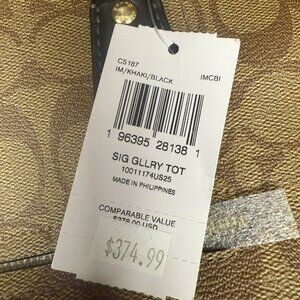 CS187
IM/KHAKI/BLACK IMCBI
1 96395 28138 1
SIG GLLRY TOT
10011174US25
MADE IN PHILIPPINES
COMPARABLE VALUE
$374.99